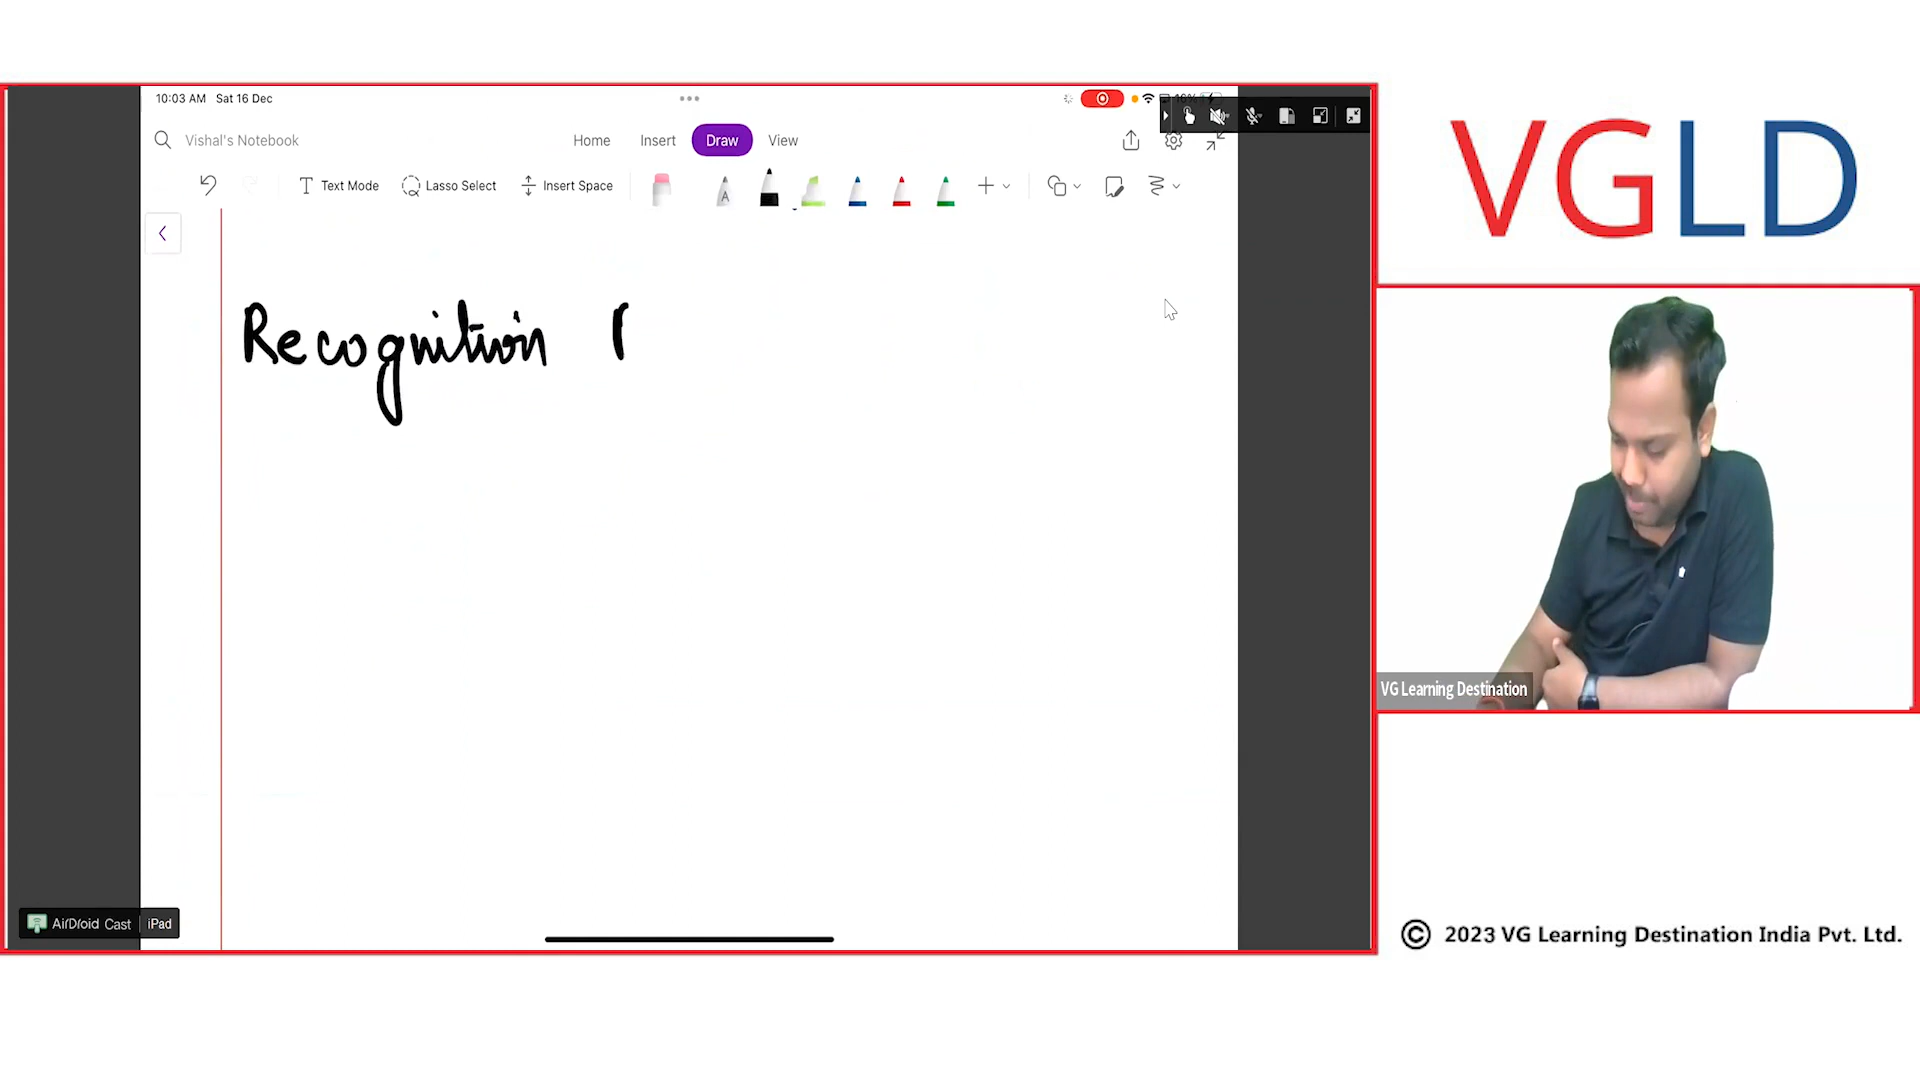 10:03 AM Sat 16 Dec
16%
Vishal's Notebook
Home Insert Draw View
Text Mode Lasso Select Insert Space
A
Recognition
VGLD
VG Learning Destination
AirDroid Cast iPad
© 2023 VG Learning Destination India Pvt. Ltd.